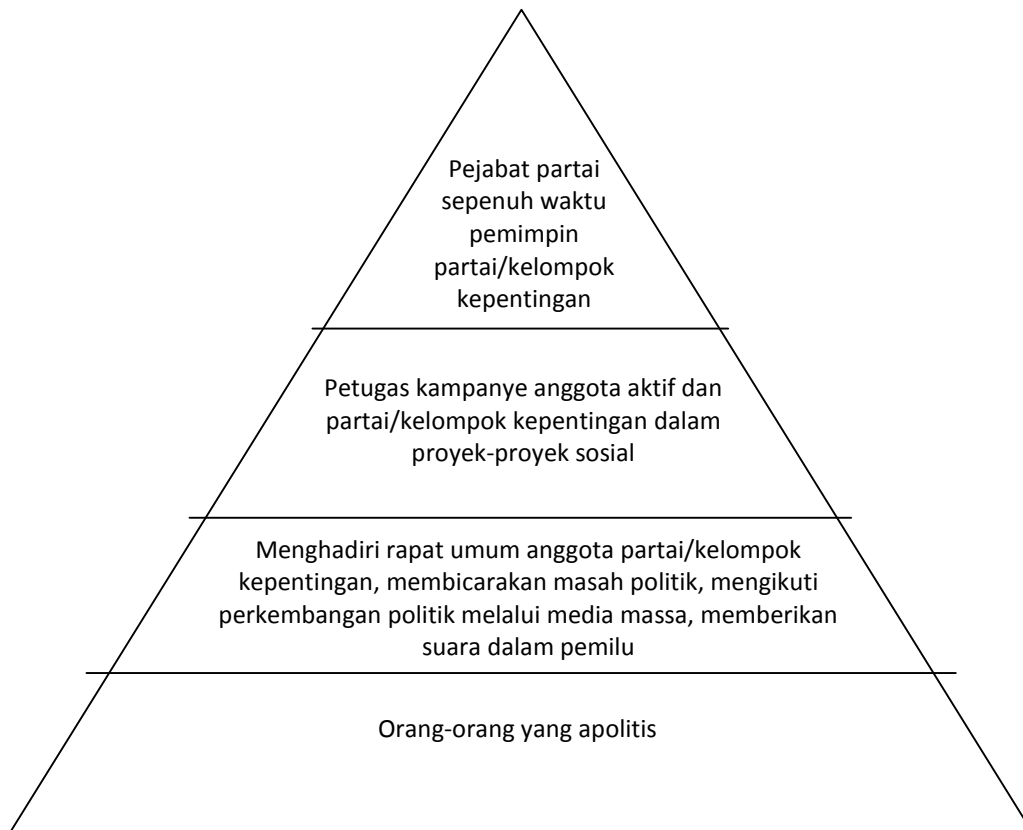 Pejabat partai
sepenuh waktu
pemimpin
partai/kelompok
kepentingan
Petugas kampanye anggota aktif dan
partai/kelompok kepentingan dalam
proyek-proyek sosial
Menghadiri rapat umum anggota partai/kelompok
kepentingan, membicarakan masah politik, mengikuti
perkembangan politik melalui media massa, memberikan
suara dalam pemilu
Orang-orang yang apolitis